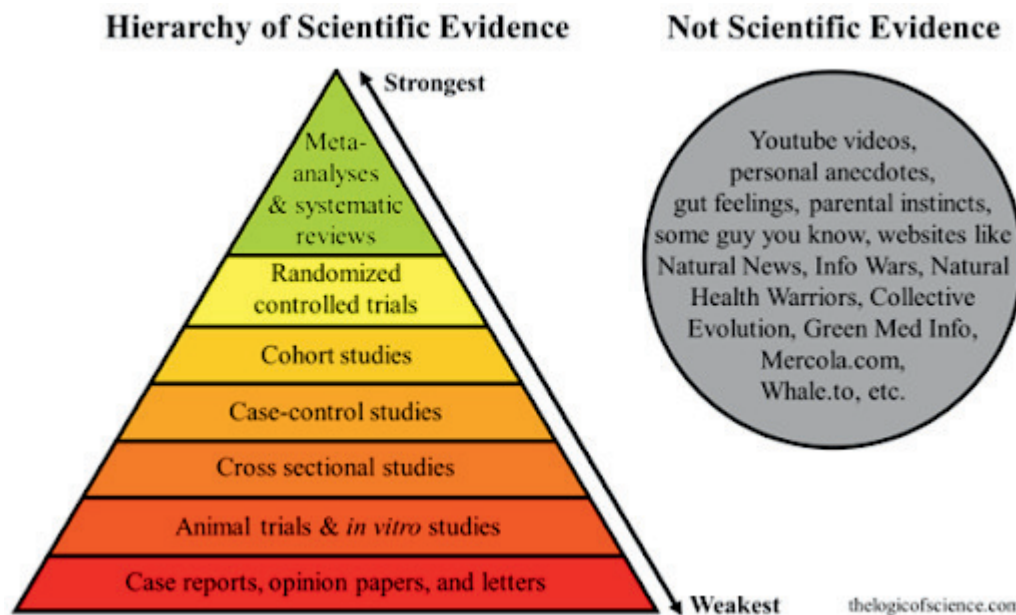 Hierarchy of Scientific Evidence
Strongest
Meta-
analyses
& systematic
reviews
Randomized
controlled trials
Cohort studies
Case-control studies
Cross sectional studies
Animal trials & in vitro studies
Case reports, opinion papers, and letters
Weakest
Not Scientific Evidence
Youtube videos,
personal anecdotes,
gut feelings, parental instincts,
some guy you know, websites like
Natural News, Info Wars, Natural
Health Warriors, Collective
Evolution, Green Med Info,
Mercola.com,
Whale.to, etc.
thelogicofscience.com